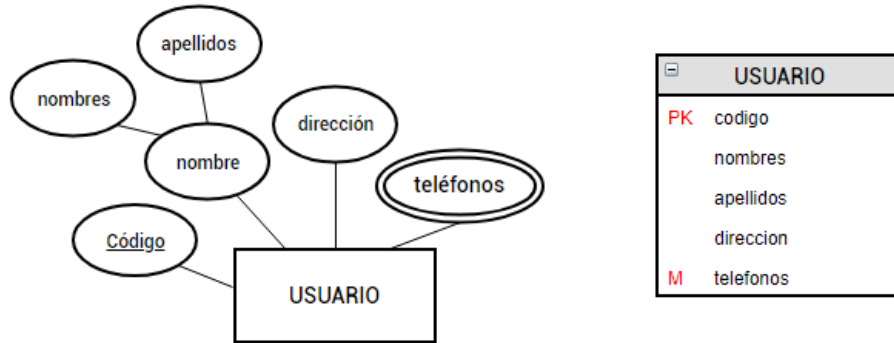 apellidos
nombres
dirección
nombre
teléfonos
Código
USUARIO
USUARIO
PK codigo
nombres
apellidos
direccion
M telefonos